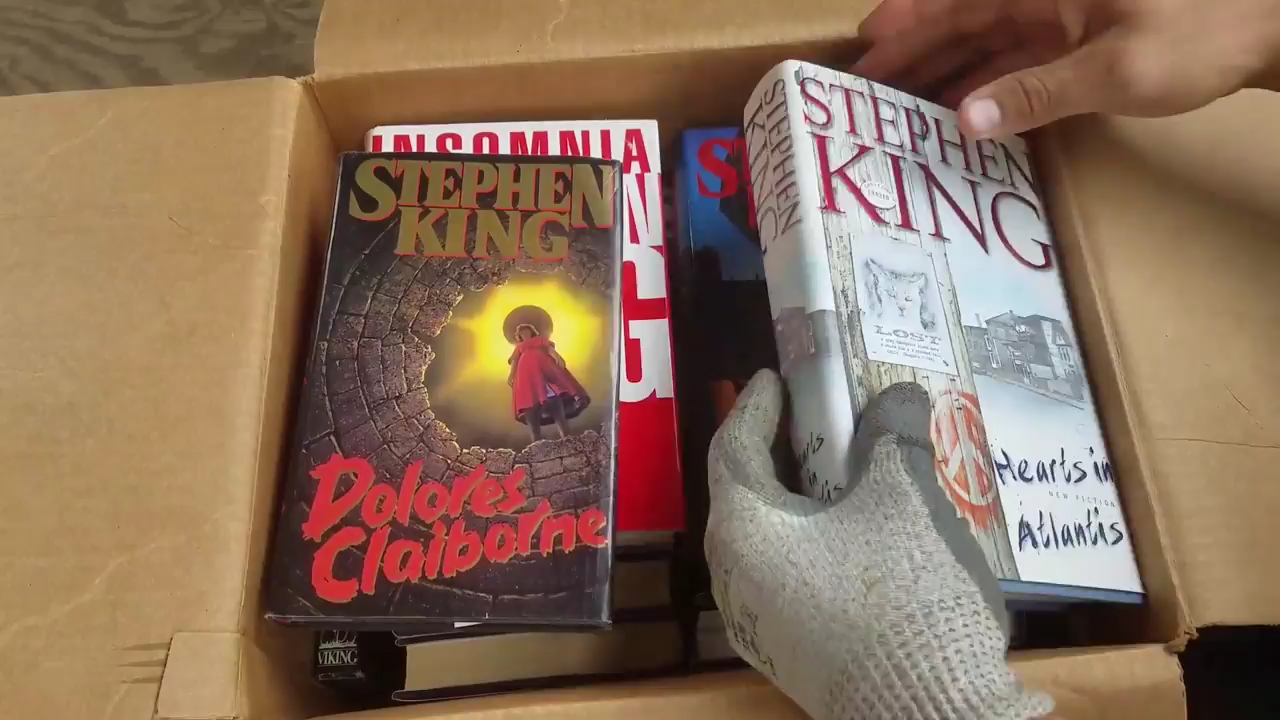 INSOMNIA
STEPHEN
KING
Dolores
Claiborne
VIKING
STEPHEN
KING
STEPHEN
KING
LOST
Hearts in
NEW FICTION
Atlantis